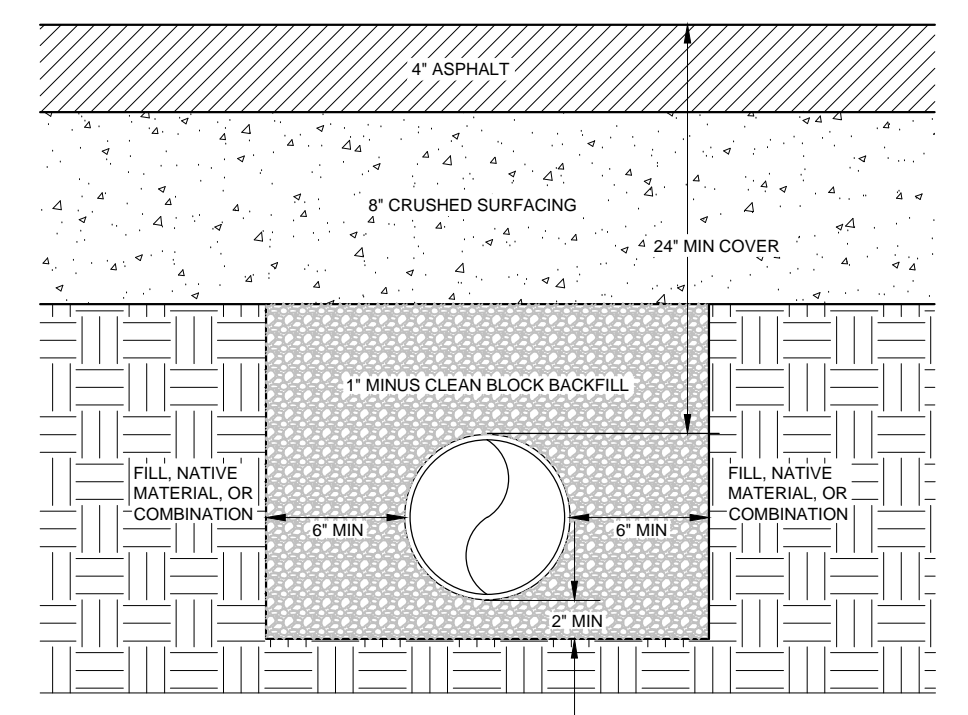 4" ASPHALT
8" CRUSHED SURFACING
24" MIN COVER
1" MINUS CLEAN BLOCK BACKFILL
FILL, NATIVE
MATERIAL, OR
COMBINATION
FILL, NATIVE
MATERIAL, OR
COMBINATION
6" MIN
6" MIN
2" MIN